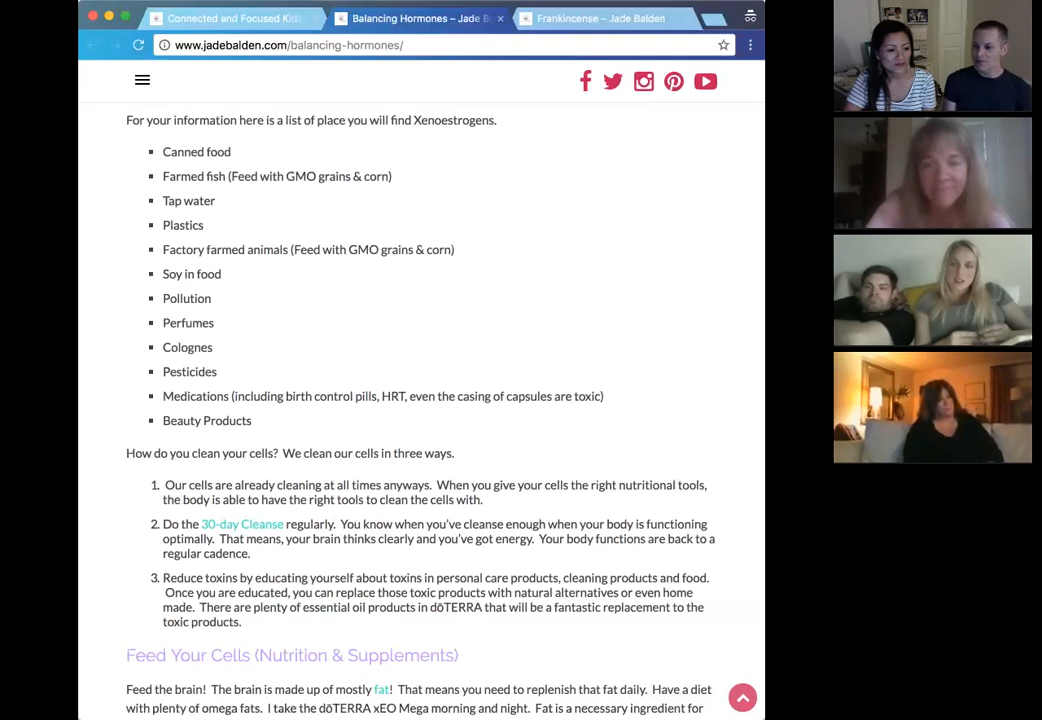 Connected and Focused Kids
Balancing Hormones – Jade B
Frankincense – Jade Balden
www.jadebalden.com/balancing-hormones/
For your information here is a list of place you will find Xenoestrogens.
Canned food
Farmed fish (Feed with GMO grains & corn)
Tap water
Plastics
Factory farmed animals (Feed with GMO grains & corn)
Soy in food
Pollution
Perfumes
Colognes
Pesticides
Medications (including birth control pills, HRT, even the casing of capsules are toxic)
Beauty Products
How do you clean your cells? We clean our cells in three ways.
1. Our cells are already cleaning at all times anyways. When you give your cells the right nutritional tools,
the body is able to have the right tools to clean the cells with.
2. Do the 30-day Cleanse regularly. You know when you've cleanse enough when your body is functioning
optimally. That means, your brain thinks clearly and you've got energy. Your body functions are back to a
regular cadence.
3. Reduce toxins by educating yourself about toxins in personal care products, cleaning products and food.
Once you are educated, you can replace those toxic products with natural alternatives or even home
made. There are plenty of essential oil products in dōTERRA that will be a fantastic replacement to the
toxic products.
Feed Your Cells (Nutrition & Supplements)
Feed the brain! The brain is made up of mostly fat! That means you need to replenish that fat daily. Have a diet
with plenty of omega fats. I take the dōTERRA xEO Mega morning and night. Fat is a necessary ingredient for